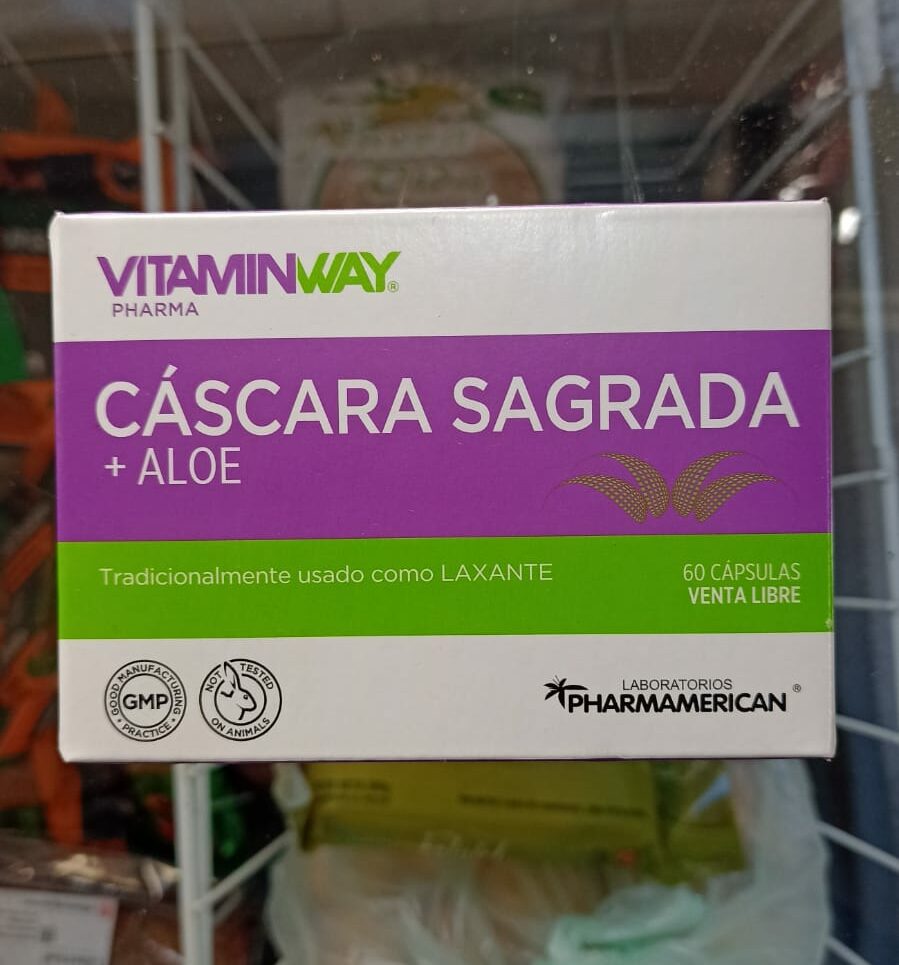 VITAMINWAY®
PHARMA
CÁSCARA SAGRADA
+ ALOE
Tradicionalmente usado como LAXANTE
60 CÁPSULAS
VENTA LIBRE
GOOD MANUFACTURING
GMP
• PRACTICE •
NOT TESTED
ON ANIMALS
LABORATORIOS
PHARMAMERICAN ®